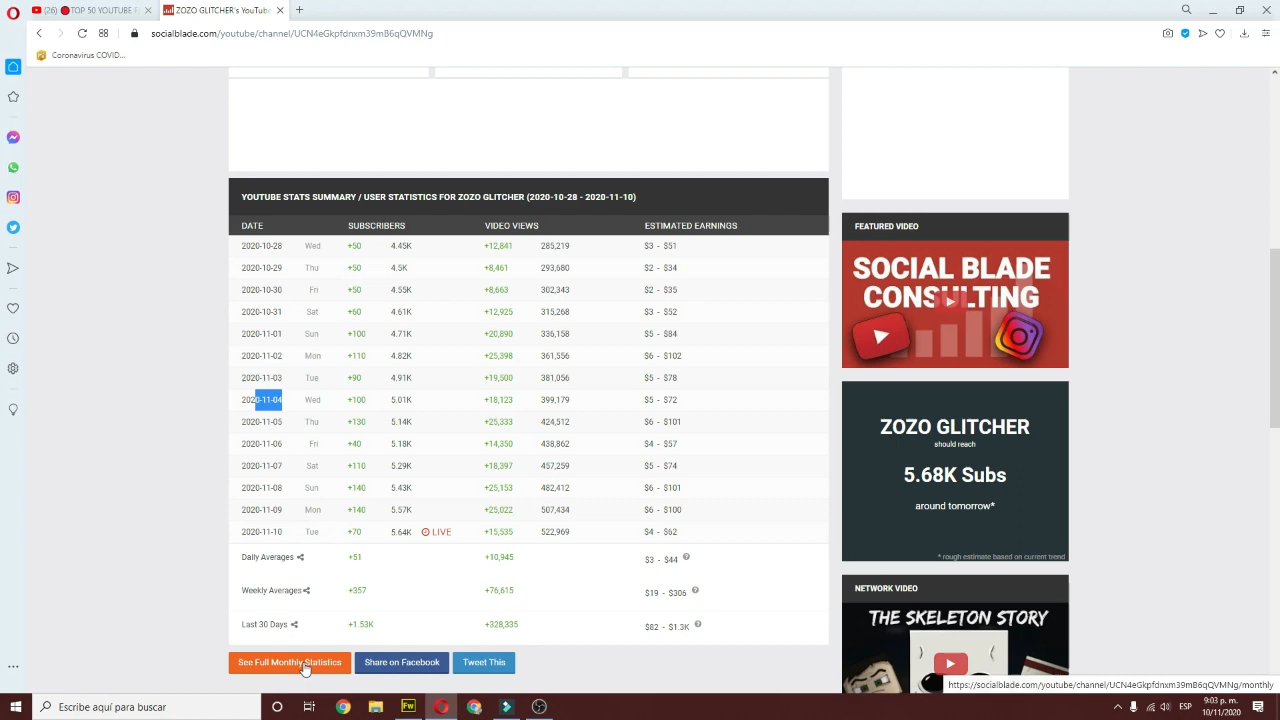 (26) 🔴TOP 50 YOUTUBE R
ZOZO GLITCHER's YouTub
socialblade.com/youtube/channel/UCN4eGkpfdnxm39mB6qQVMNg
Coronavirus COVID...
YOUTUBE STATS SUMMARY / USER STATISTICS FOR ZOZO GLITCHER (2020-10-28 - 2020-11-10)
DATE SUBSCRIBERS VIDEO VIEWS ESTIMATED EARNINGS
2020-10-28 Wed +50 4.45K +12,841 285,219 $3 - $51
2020-10-29 Thu +50 4.5K +8,461 293,680 $2 - $34
2020-10-30 Fri +50 4.55K +8,663 302,343 $2 - $35
2020-10-31 Sat +60 4.61K +12,925 315,268 $3 - $52
2020-11-01 Sun +100 4.71K +20,890 336,158 $5 - $84
2020-11-02 Mon +110 4.82K +25,398 361,556 $6 - $102
2020-11-03 Tue +90 4.91K +19,500 381,056 $5 - $78
2020-11-04 Wed +100 5.01K +18,123 399,179 $5 - $72
2020-11-05 Thu +130 5.14K +25,333 424,512 $6 - $101
2020-11-06 Fri +40 5.18K +14,350 438,862 $4 - $57
2020-11-07 Sat +110 5.29K +18,397 457,259 $5 - $74
2020-11-08 Sun +140 5.43K +25,153 482,412 $6 - $101
2020-11-09 Mon +140 5.57K +25,022 507,434 $6 - $100
2020-11-10 Tue +70 5.64K LIVE +15,535 522,969 $4 - $62
Daily Averages +51 +10,945 $3 - $44
Weekly Averages +357 +76,615 $19 - $306
Last 30 Days +1.53K +328,335 $82 - $1.3K
See Full Monthly Statistics
Share on Facebook
Tweet This
FEATURED VIDEO
SOCIAL BLADE
CONSULTING
ZOZO GLITCHER
should reach
5.68K Subs
around tomorrow*
* rough estimate based on current trend
NETWORK VIDEO
THE SKELETON STORY
https://socialblade.com/youtube/channel/UCN4eGkpfdnxm39mB6qQVMNg/monthly
Escribe aquí para buscar
Fw
ESP
9:03 p. m.
10/11/2020